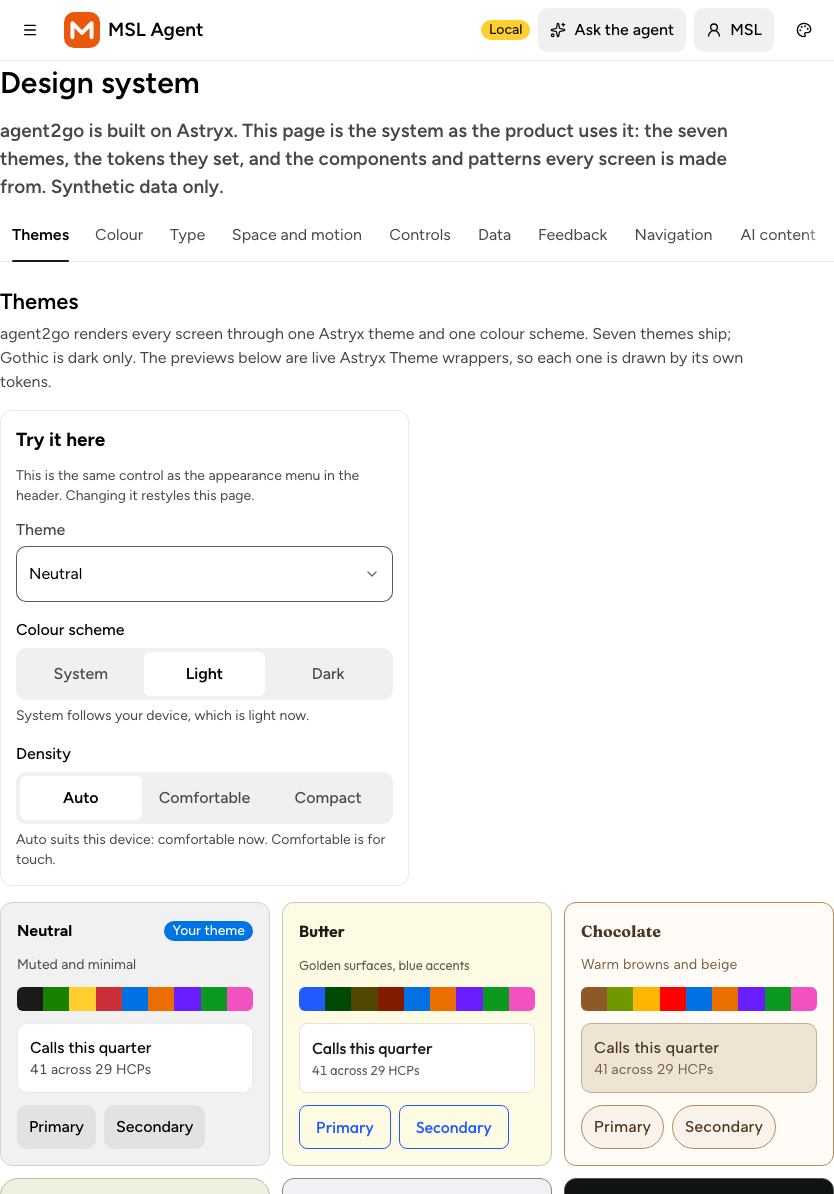 MSL Agent
Local
Ask the agent
MSL
Design system
agent2go is built on Astryx. This page is the system as the product uses it: the seven
themes, the tokens they set, and the components and patterns every screen is made
from. Synthetic data only.
Themes Colour Type Space and motion Controls Data Feedback Navigation AI content
Themes
agent2go renders every screen through one Astryx theme and one colour scheme. Seven themes ship;
Gothic is dark only. The previews below are live Astryx Theme wrappers, so each one is drawn by its own
tokens.
Try it here
This is the same control as the appearance menu in the
header. Changing it restyles this page.
Theme
Neutral
Colour scheme
System Light Dark
System follows your device, which is light now.
Density
Auto Comfortable Compact
Auto suits this device: comfortable now. Comfortable is for
touch.
Neutral
Your theme
Muted and minimal
Calls this quarter
41 across 29 HCPs
Primary Secondary
Butter
Golden surfaces, blue accents
Calls this quarter
41 across 29 HCPs
Primary Secondary
Chocolate
Warm browns and beige
Calls this quarter
41 across 29 HCPs
Primary Secondary